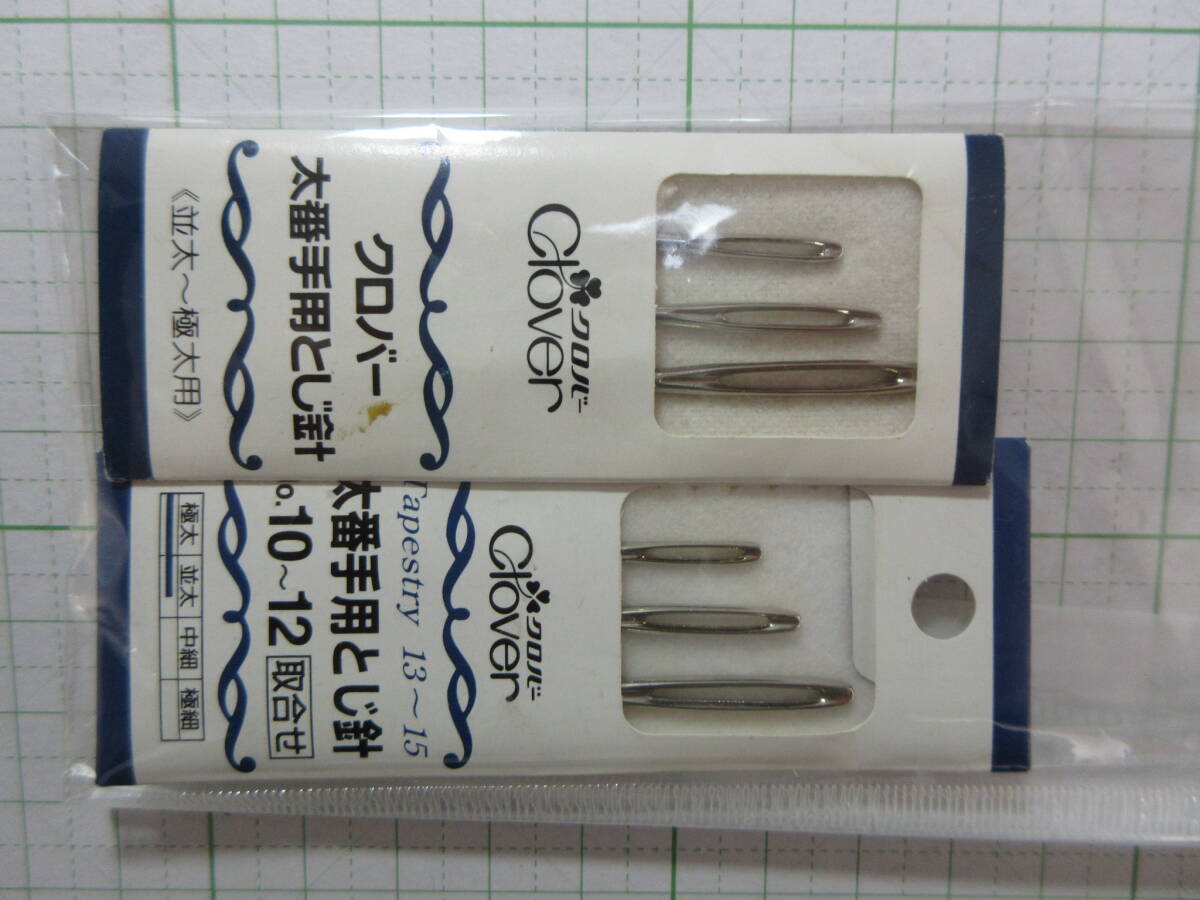 Clover クロバー
クロバー
太番手用とじ針
《並太～極太用》
Clover クロバー
Tapestry 13～15
太番手用とじ針
No.10～12 取合せ
極太 並太 中細 極細